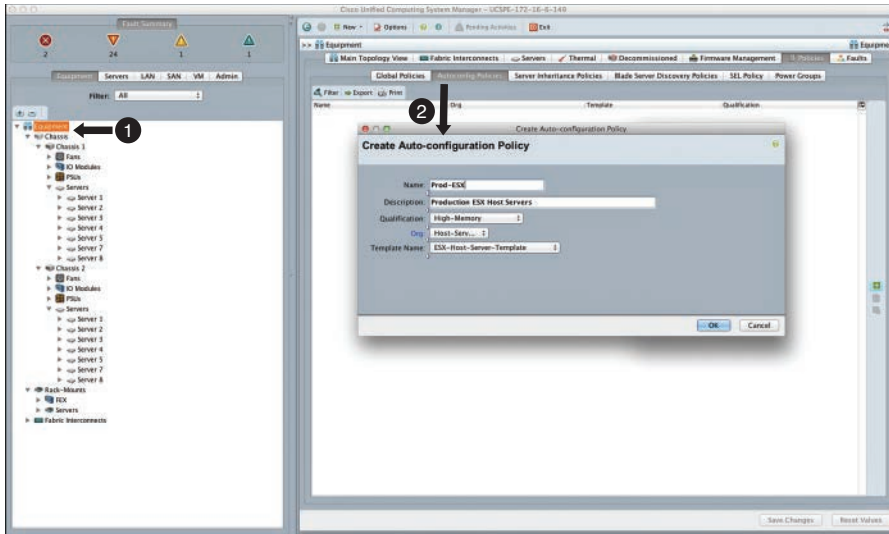 Cisco Unified Computing System Manager - UCSPE-172-16-6-140
Fault Summary
2 24 1 1
New Options Pending Activities Exit
>> Equipment
Equipme
Main Topology View Fabric Interconnects Servers Thermal Decommissioned Firmware Management Policies Faults
Equipment Servers LAN SAN VM Admin
Global Policies Autoconfig Policies Server Inheritance Policies Blade Server Discovery Policies SEL Policy Power Groups
Filter: All
Filter Export Print
Name Org Template Qualification
Equipment
1
2
Chassis
Chassis 1
Fans
IO Modules
PSUs
Servers
Server 1
Server 2
Server 3
Server 4
Server 5
Server 7
Server 8
Chassis 2
Fans
IO Modules
PSUs
Servers
Server 1
Server 2
Server 3
Server 4
Server 5
Server 7
Server 8
Rack-Mounts
FEX
Servers
Fabric Interconnects
Create Auto-configuration Policy
Create Auto-configuration Policy
Name: Prod-ESX
Description: Production ESX Host Servers
Qualification: High-Memory
Org: Host-Serv...
Template Name: ESX-Host-Server-Template
OK Cancel
Save Changes Reset Values